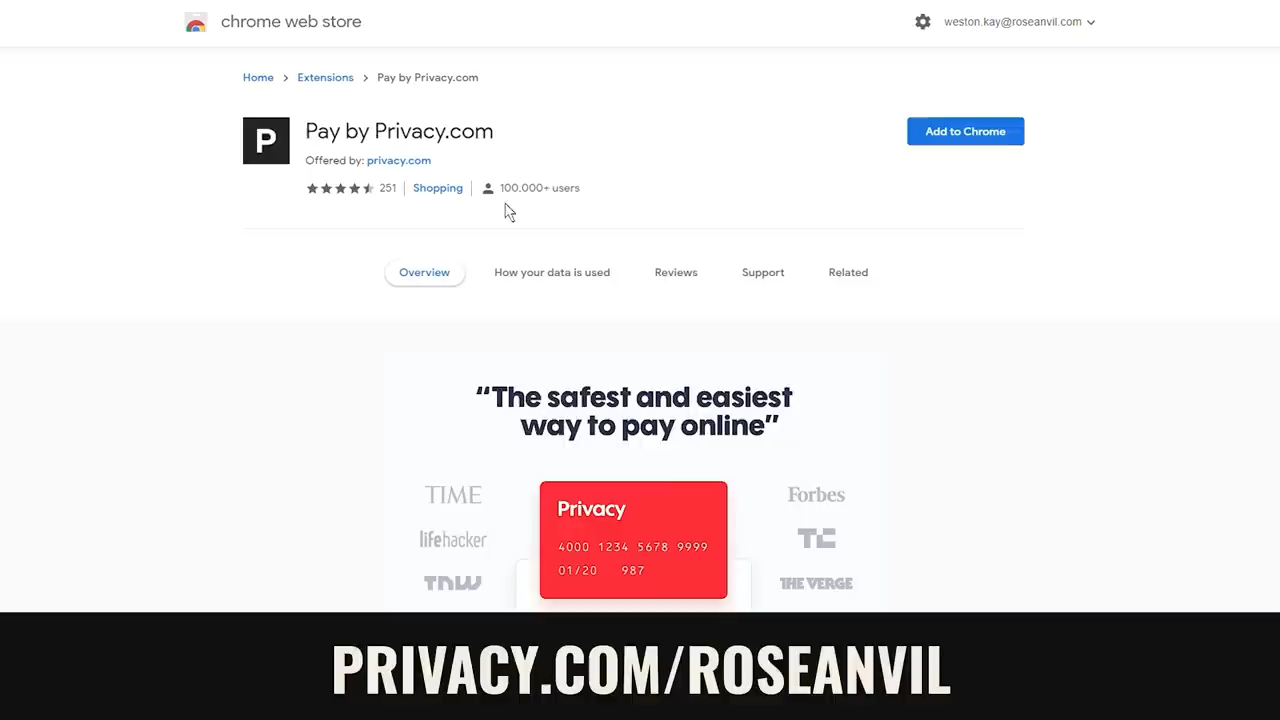 chrome web store
weston.kay@roseanvil.com
Home > Extensions > Pay by Privacy.com
P
Pay by Privacy.com
Add to Chrome
Offered by: privacy.com
251 Shopping 100,000+ users
Overview How your data is used Reviews Support Related
“The safest and easiest
way to pay online”
TIME
Forbes
Privacy
lifehacker
TC
4000 1234 5678 9999
01/20 987
TNW
THE VERGE
PRIVACY.COM/ROSEANVIL